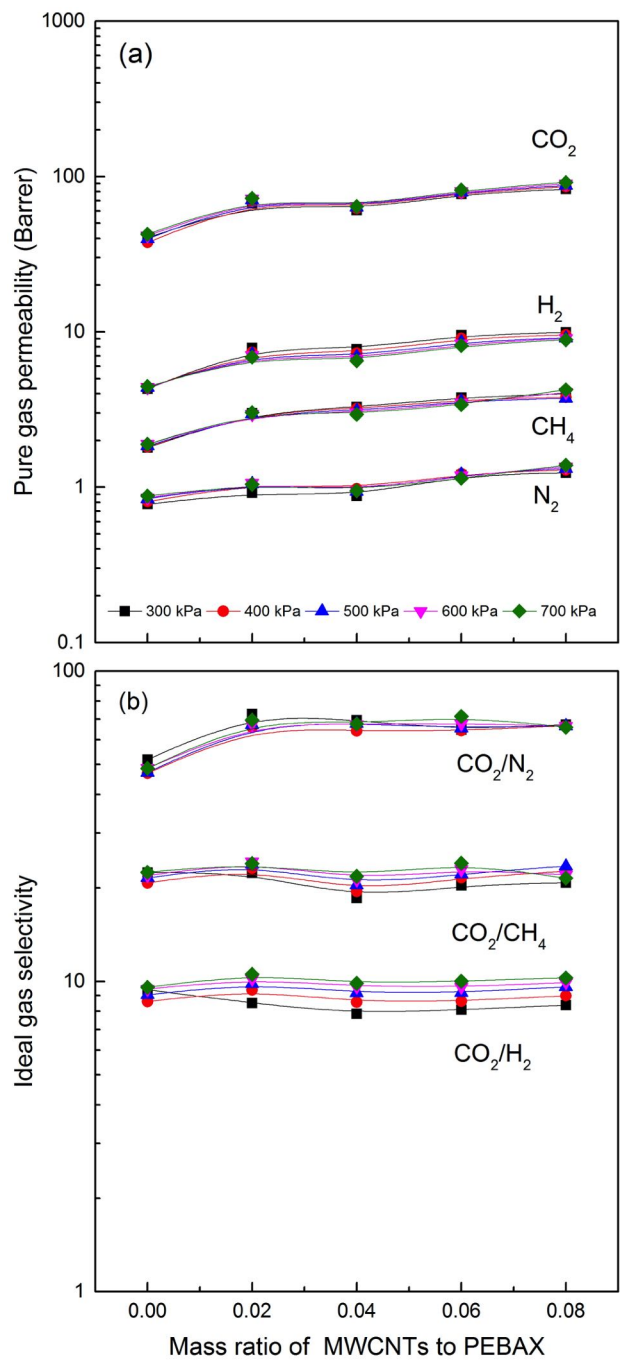 1000
(a)
CO₂
100
H₂
10
CH₄
1
N₂
300 kPa 400 kPa 500 kPa 600 kPa 700 kPa
0.1
Pure gas permeability (Barrer)
100
(b)
CO₂/N₂
CO₂/CH₄
10
CO₂/H₂
1
Ideal gas selectivity
0.00 0.02 0.04 0.06 0.08
Mass ratio of MWCNTs to PEBAX